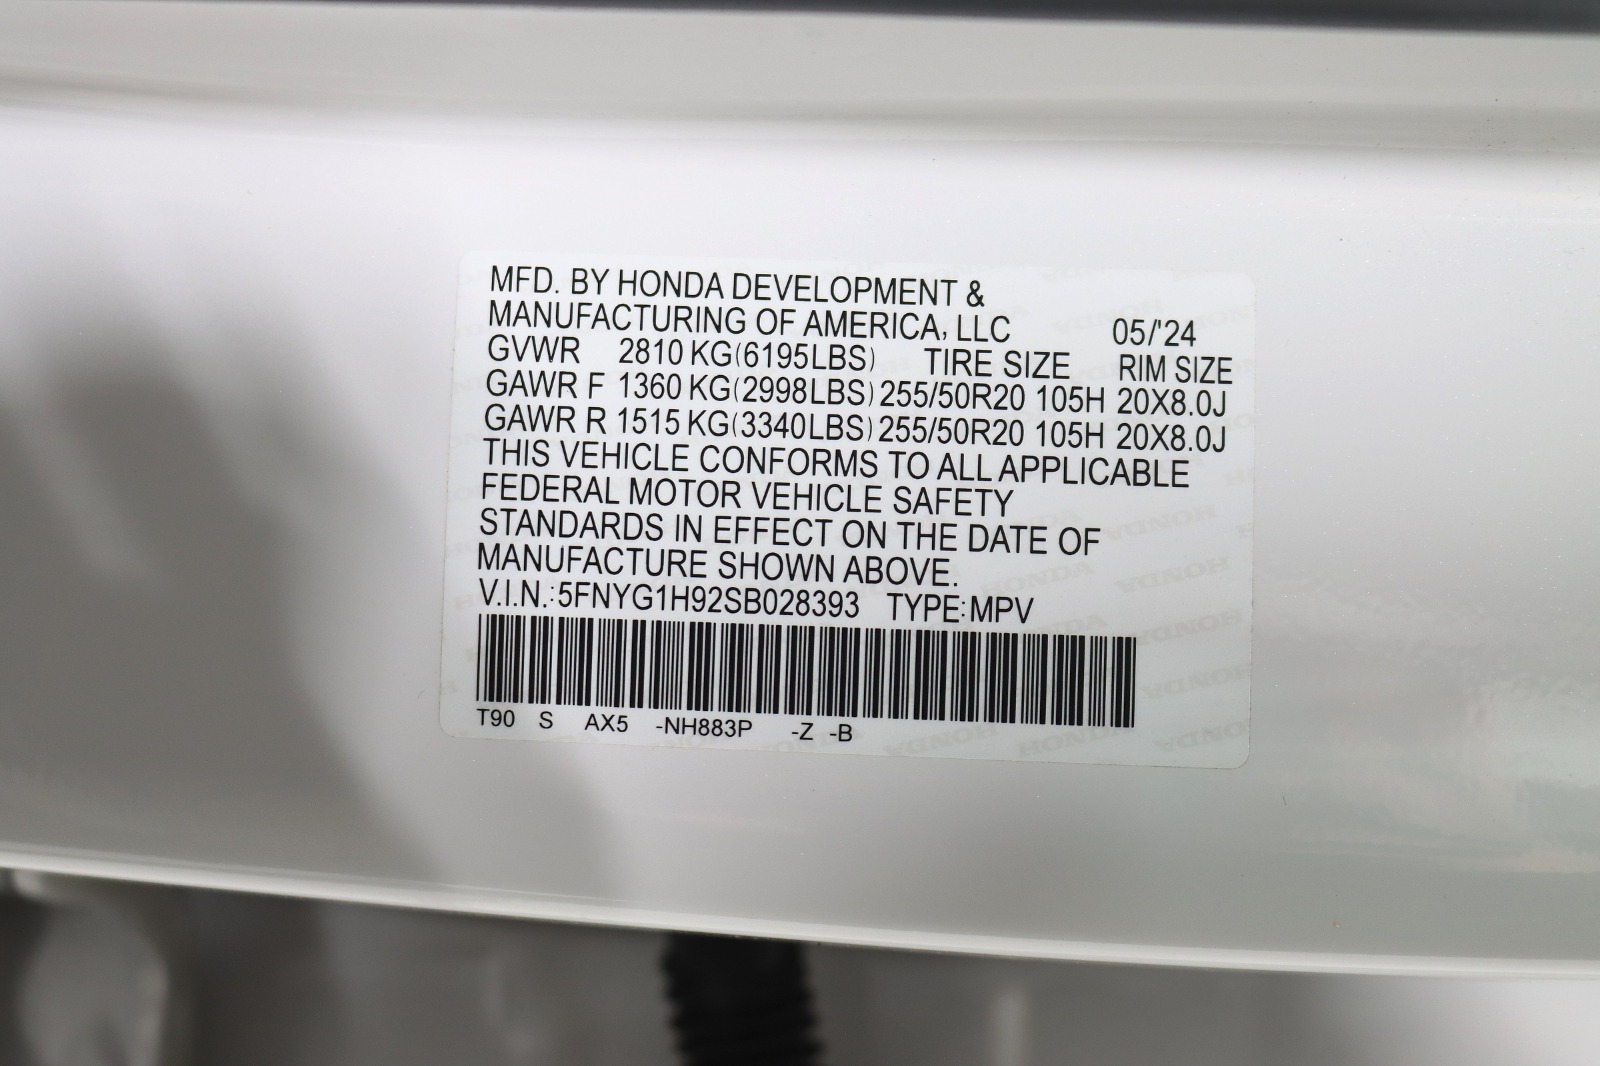 MFD. BY HONDA DEVELOPMENT &
MANUFACTURING OF AMERICA, LLC 05/'24
GVWR 2810 KG(6195LBS) TIRE SIZE RIM SIZE
GAWR F 1360 KG(2998LBS) 255/50R20 105H 20X8.0J
GAWR R 1515 KG(3340LBS) 255/50R20 105H 20X8.0J
THIS VEHICLE CONFORMS TO ALL APPLICABLE
FEDERAL MOTOR VEHICLE SAFETY
STANDARDS IN EFFECT ON THE DATE OF
MANUFACTURE SHOWN ABOVE.
V.I.N.:5FNYG1H92SB028393 TYPE:MPV
T90 S AX5 -NH883P -Z -B